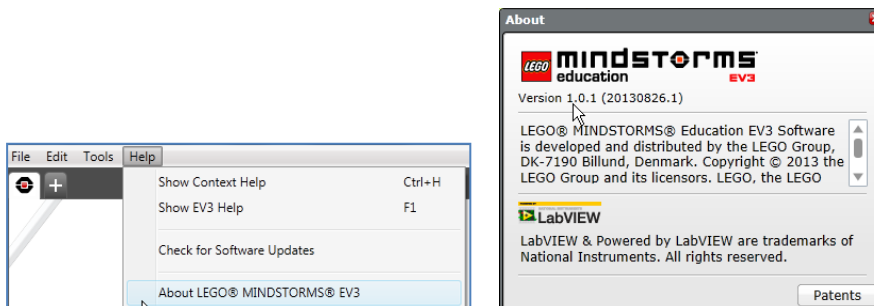 File Edit Tools Help
Show Context Help Ctrl+H
Show EV3 Help F1
Check for Software Updates
About LEGO® MINDSTORMS® EV3
About
LEGO mindstorms
education EV3
Version 1.0.1 (20130826.1)
LEGO® MINDSTORMS® Education EV3 Software
is developed and distributed by the LEGO Group,
DK-7190 Billund, Denmark. Copyright © 2013 the
LEGO Group and its licensors. LEGO, the LEGO
LabVIEW
LabVIEW & Powered by LabVIEW are trademarks of
National Instruments. All rights reserved.
Patents